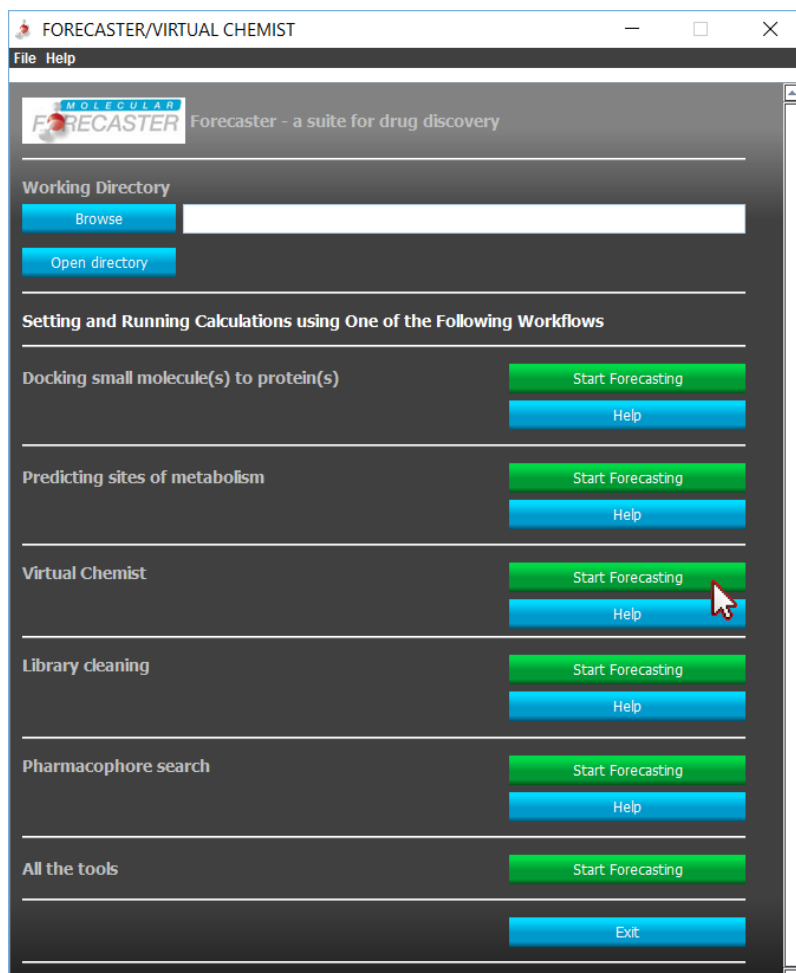 FORECASTER/VIRTUAL CHEMIST
File Help
MOLECULAR
FORECASTER Forecaster - a suite for drug discovery
Working Directory
Browse
Open directory
Setting and Running Calculations using One of the Following Workflows
Docking small molecule(s) to protein(s) Start Forecasting
Help
Predicting sites of metabolism Start Forecasting
Help
Virtual Chemist Start Forecasting
Help
Library cleaning Start Forecasting
Help
Pharmacophore search Start Forecasting
Help
All the tools Start Forecasting
Exit